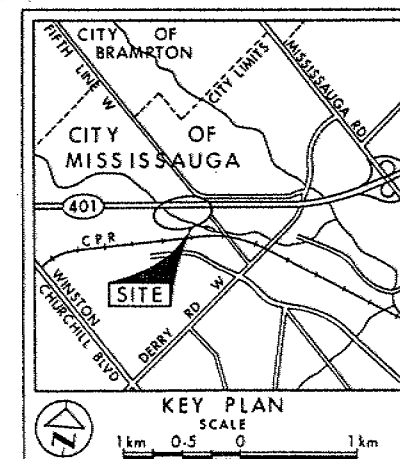 CITY OF
BRAMPTON
FIFTH LINE W
CITY LIMITS
MISSISSAUGA RD
CITY OF
MISSISSAUGA
401
CPR
SITE
WINSTON
CHURCHILL BLVD
DERRY RD W
KEY PLAN
SCALE
N
1km 0·5 0 1km